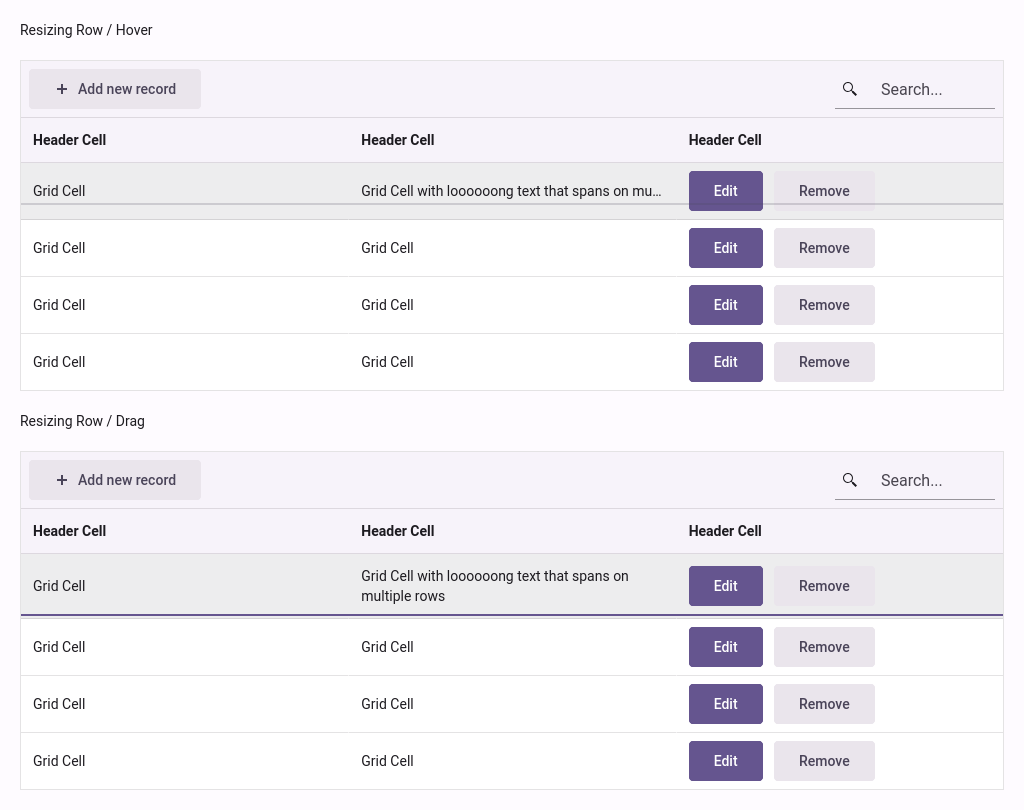 Resizing Row / Hover
Add new record Search...
Header Cell Header Cell Header Cell
Grid Cell Grid Cell with loooooong text that spans on mu... Edit Remove
Grid Cell Grid Cell Edit Remove
Grid Cell Grid Cell Edit Remove
Grid Cell Grid Cell Edit Remove
Resizing Row / Drag
Add new record Search...
Header Cell Header Cell Header Cell
Grid Cell Grid Cell with loooooong text that spans on
multiple rows Edit Remove
Grid Cell Grid Cell Edit Remove
Grid Cell Grid Cell Edit Remove
Grid Cell Grid Cell Edit Remove